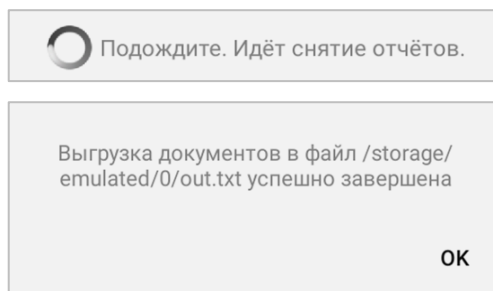 Подождите. Идёт снятие отчётов.
Выгрузка документов в файл /storage/
emulated/0/out.txt успешно завершена
OK